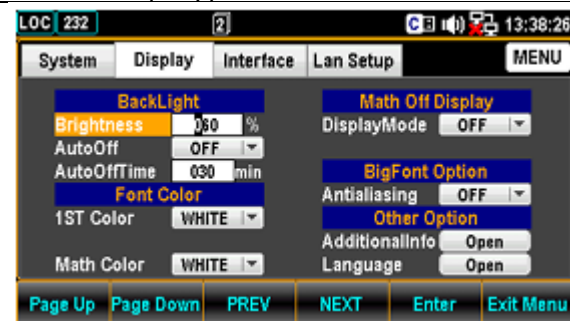 LOC 232 2 C 13:38:26
System Display Interface Lan Setup MENU
BackLight
Brightness 060 %
AutoOff OFF
AutoOffTime 030 min
Font Color
1ST Color WHITE
Math Color WHITE
Math Off Display
DisplayMode OFF
BigFont Option
Antialiasing OFF
Other Option
AdditionalInfo Open
Language Open
Page Up Page Down PREV NEXT Enter Exit Menu